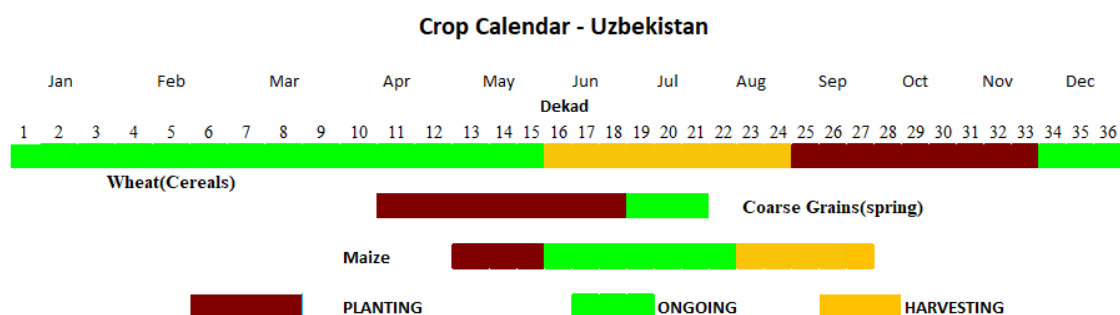 Crop Calendar - Uzbekistan
Jan Feb Mar Apr May Jun Jul Aug Sep Oct Nov Dec
Dekad
1 2 3 4 5 6 7 8 9 10 11 12 13 14 15 16 17 18 19 20 21 22 23 24 25 26 27 28 29 30 31 32 33 34 35 36
Wheat(Cereals)
Coarse Grains(spring)
Maize
PLANTING ONGOING HARVESTING